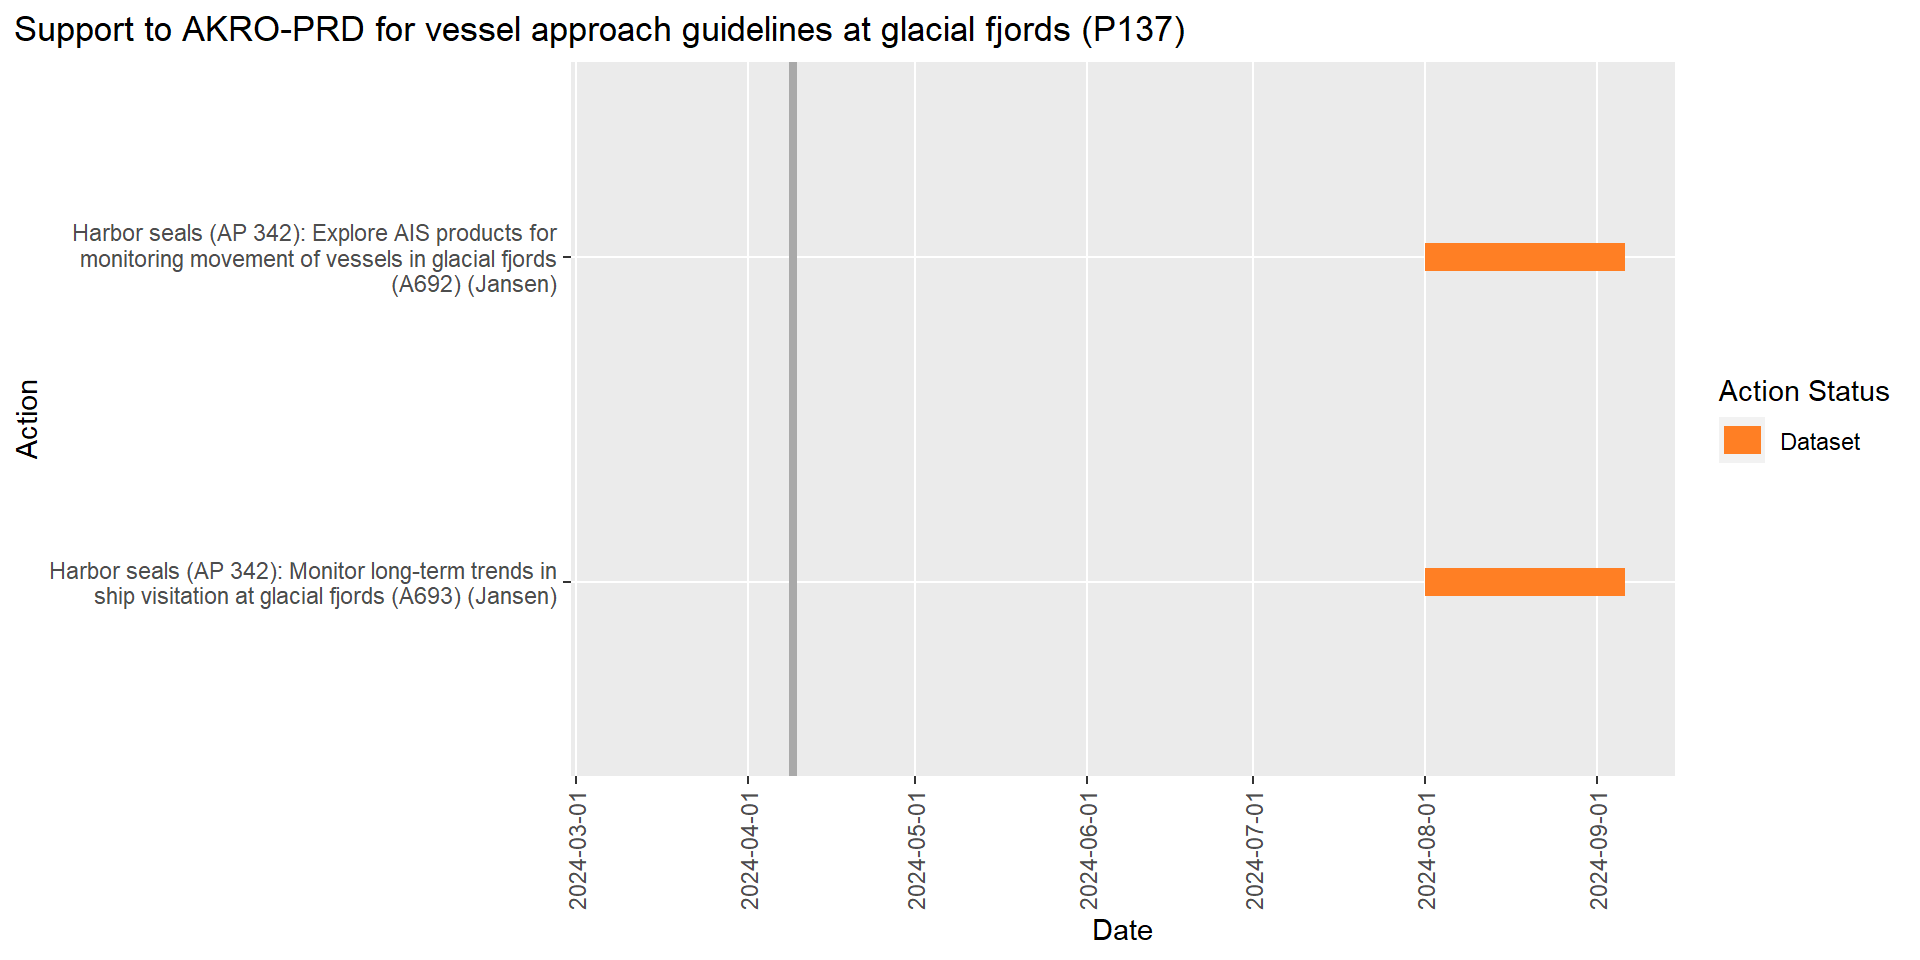 Support to AKRO-PRD for vessel approach guidelines at glacial fjords (P137)
Action
Harbor seals (AP 342): Explore AIS products for
monitoring movement of vessels in glacial fjords
(A692) (Jansen)
Harbor seals (AP 342): Monitor long-term trends in
ship visitation at glacial fjords (A693) (Jansen)
2024-03-01
2024-04-01
2024-05-01
2024-06-01
2024-07-01
2024-08-01
2024-09-01
Date
Action Status
Dataset